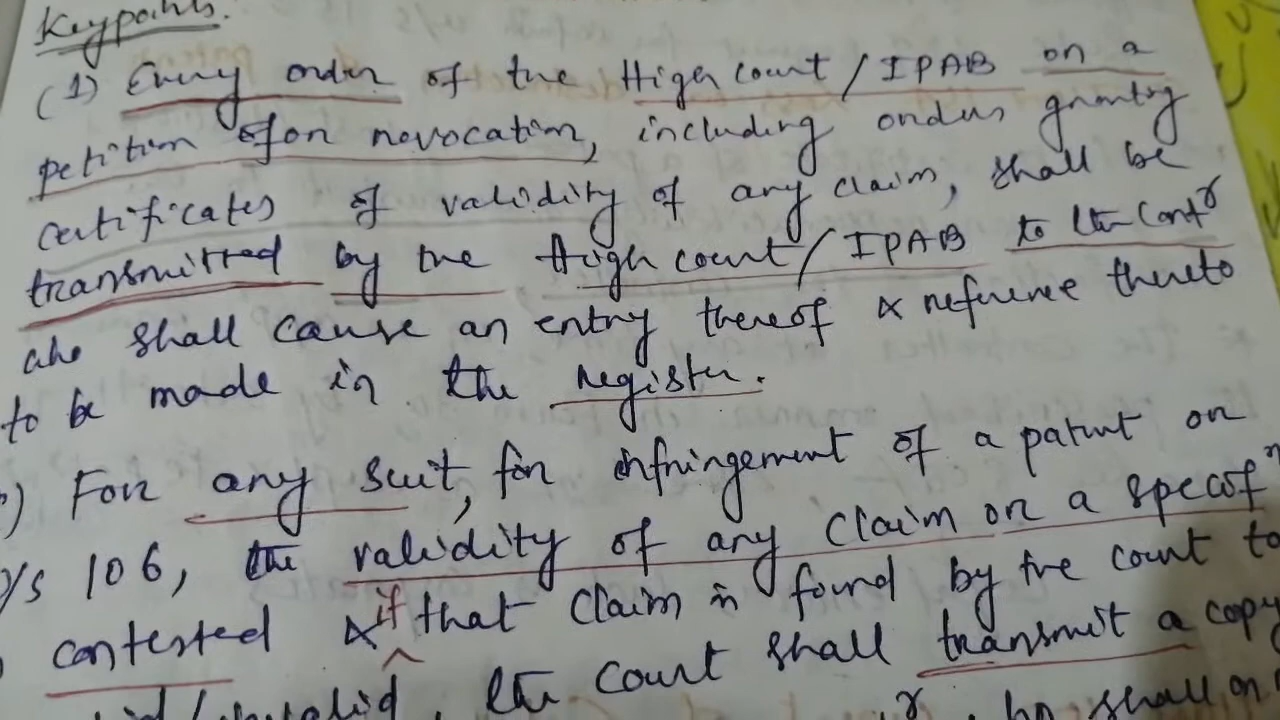 Keypoints.
(1) Every order of the High court / IPAB on a
petition for revocation, including orders granting
certificates of validity of any claim, shall be
transmitted by the High court / IPAB to the Contr
who shall cause an entry thereof & reference thereto
to be made in the register.
) For any suit, for infringement of a patent or
u/s 106, the validity of any claim or a specofn
contested & if that claim is found by the court to
the court shall transmit a copy
shall on